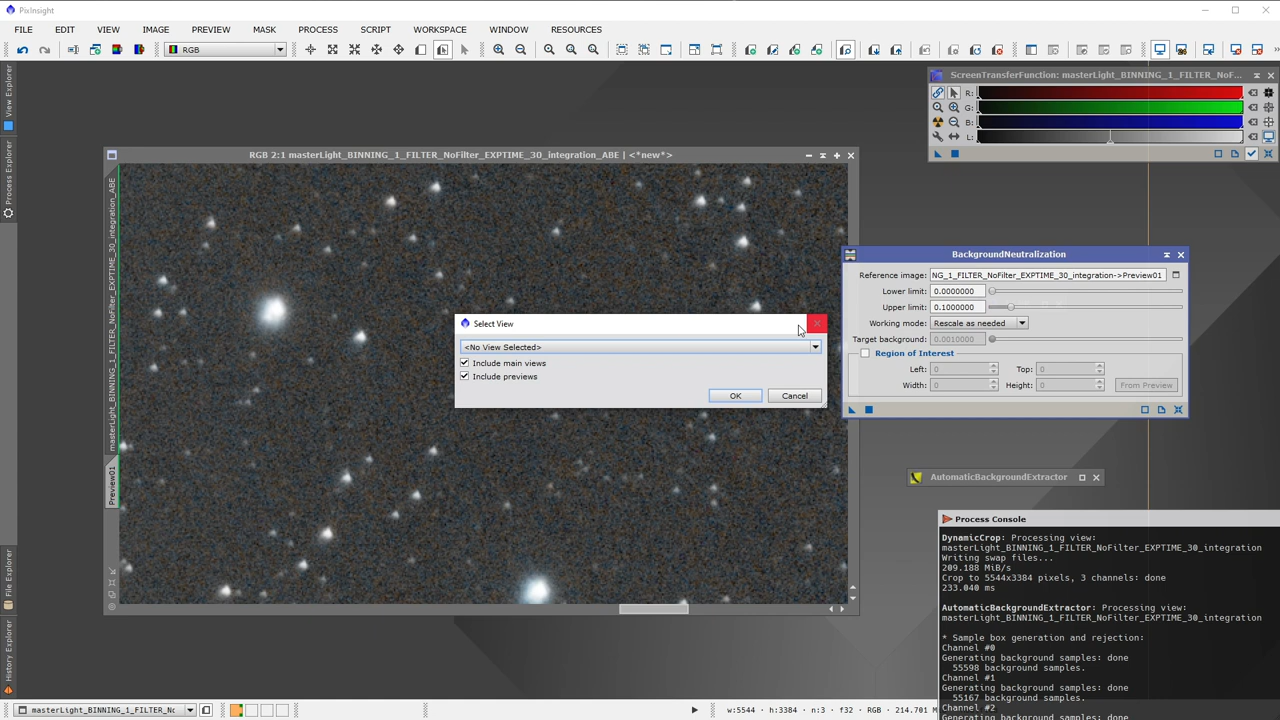 PixInsight
FILE EDIT VIEW IMAGE PREVIEW MASK PROCESS SCRIPT WORKSPACE WINDOW RESOURCES
RGB
View Explorer
Process Explorer
File Explorer
History Explorer
ScreenTransferFunction: masterLight_BINNING_1_FILTER_NoF...
R:
G:
B:
L:
RGB 2:1 masterLight_BINNING_1_FILTER_NoFilter_EXPTIME_30_integration_ABE | <*new*>
masterLight_BINNING_1_FILTER_NoFilter_EXPTIME_30_integration_ABE
Preview01
Select View
<No View Selected>
Include main views
Include previews
OK Cancel
BackgroundNeutralization
Reference image: NG_1_FILTER_NoFilter_EXPTIME_30_integration->Preview01
Lower limit: 0.0000000
Upper limit: 0.1000000
Working mode: Rescale as needed
Target background: 0.0010000
Region of Interest
Left: 0 Top: 0
Width: 0 Height: 0 From Preview
AutomaticBackgroundExtractor
Process Console
DynamicCrop: Processing view:
masterLight_BINNING_1_FILTER_NoFilter_EXPTIME_30_integration
Writing swap files...
209.188 MiB/s
Crop to 5544x3384 pixels, 3 channels: done
233.040 ms
AutomaticBackgroundExtractor: Processing view:
masterLight_BINNING_1_FILTER_NoFilter_EXPTIME_30_integration
* Sample box generation and rejection:
Channel #0
Generating background samples: done
55598 background samples.
Channel #1
Generating background samples: done
55167 background samples.
Channel #2
Generating background samples: done
masterLight_BINNING_1_FILTER_Nc
w:5544 · h:3384 · n:3 · f32 · RGB · 214.701 M